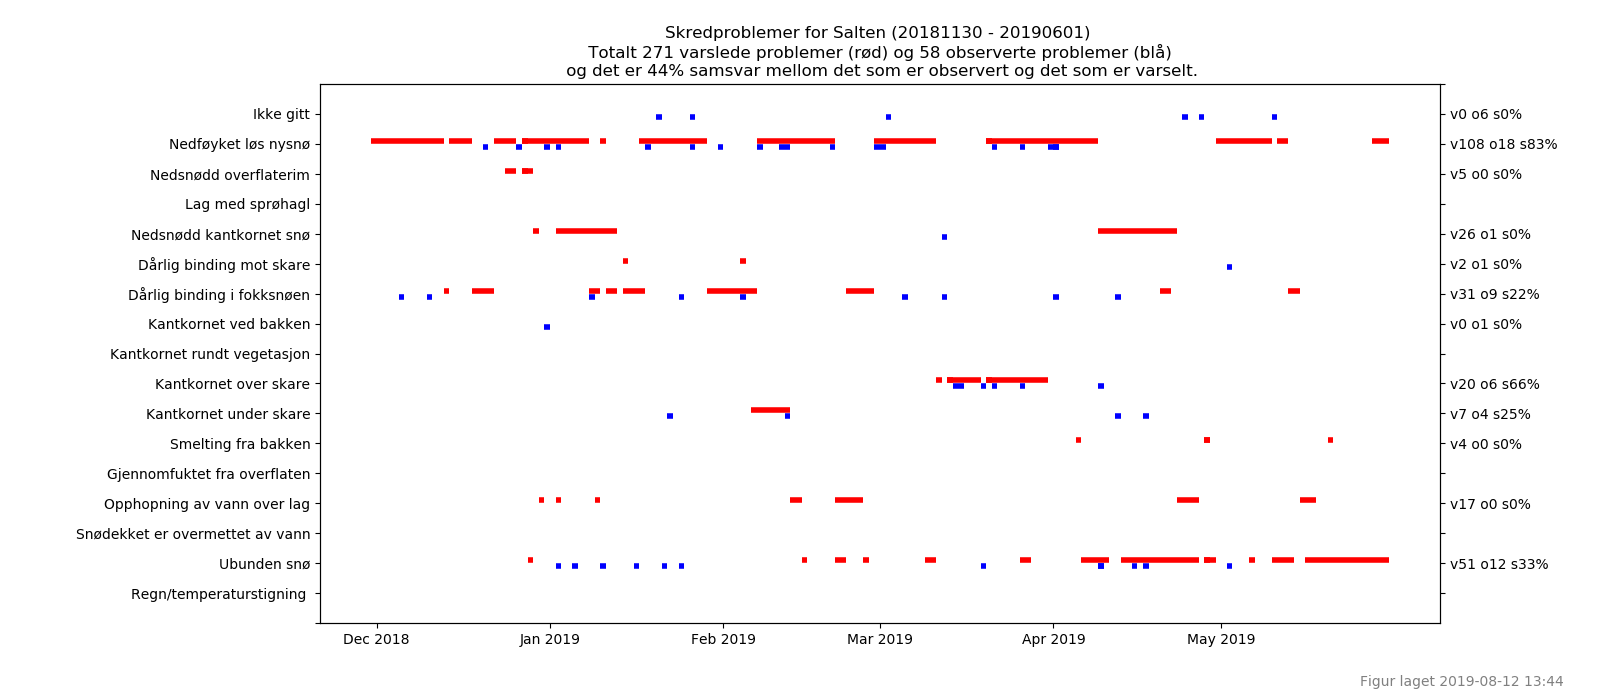 Skredproblemer for Salten (20181130 - 20190601)
Totalt 271 varslede problemer (rød) og 58 observerte problemer (blå)
og det er 44% samsvar mellom det som er observert og det som er varselt.
Ikke gitt v0 o6 s0%
Nedføyket løs nysnø v108 o18 s83%
Nedsnødd overflaterim v5 o0 s0%
Lag med sprøhagl
Nedsnødd kantkornet snø v26 o1 s0%
Dårlig binding mot skare v2 o1 s0%
Dårlig binding i fokksnøen v31 o9 s22%
Kantkornet ved bakken v0 o1 s0%
Kantkornet rundt vegetasjon
Kantkornet over skare v20 o6 s66%
Kantkornet under skare v7 o4 s25%
Smelting fra bakken v4 o0 s0%
Gjennomfuktet fra overflaten
Opphopning av vann over lag v17 o0 s0%
Snødekket er overmettet av vann
Ubunden snø v51 o12 s33%
Regn/temperaturstigning
Dec 2018 Jan 2019 Feb 2019 Mar 2019 Apr 2019 May 2019
Figur laget 2019-08-12 13:44